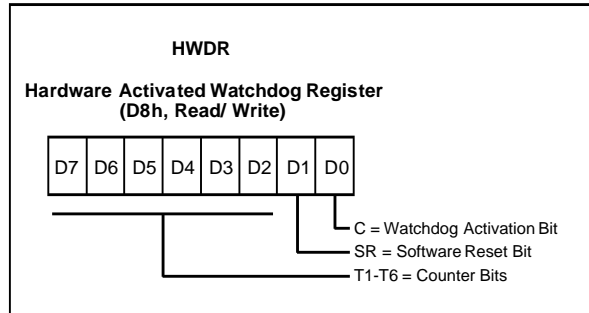 HWDR
Hardware Activated Watchdog Register
(D8h, Read/ Write)
D7 D6 D5 D4 D3 D2 D1 D0
C = Watchdog Activation Bit
SR = Software Reset Bit
T1-T6 = Counter Bits